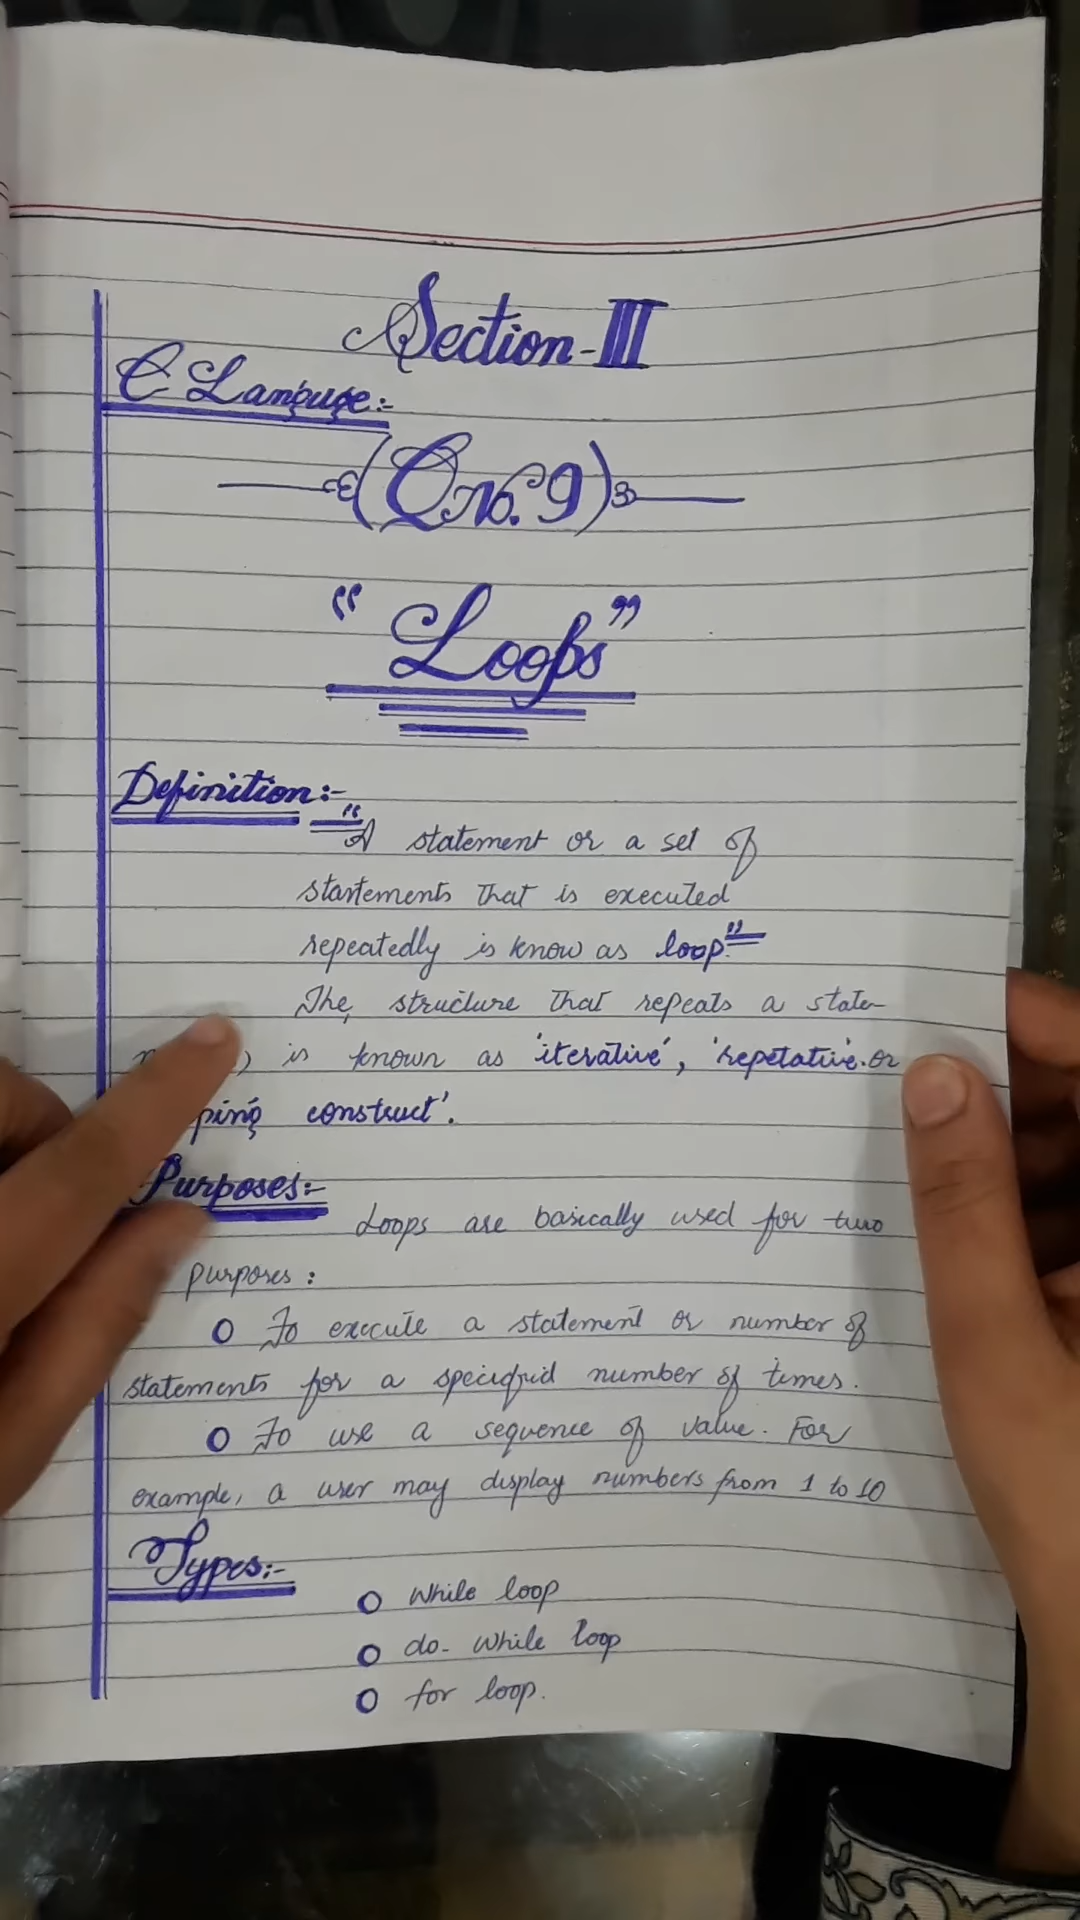 Section-III
C Languge:-
(Q no. 9)
" Loops"
Definition:-
"A statement or a set of
startements that is executed
repeatedly is know as loop."
The, structure that repeats a state-
is known as 'iterative', 'repetative or
construct'.
Purposes:-
Loops are basically used for two
purposes:
O To execute a statement or number of
statements for a specigfuid number of times.
O To use a sequence of value. For
example, a user may display numbers from 1 to 10
Types:-
O While loop
O do- while loop
O for loop.